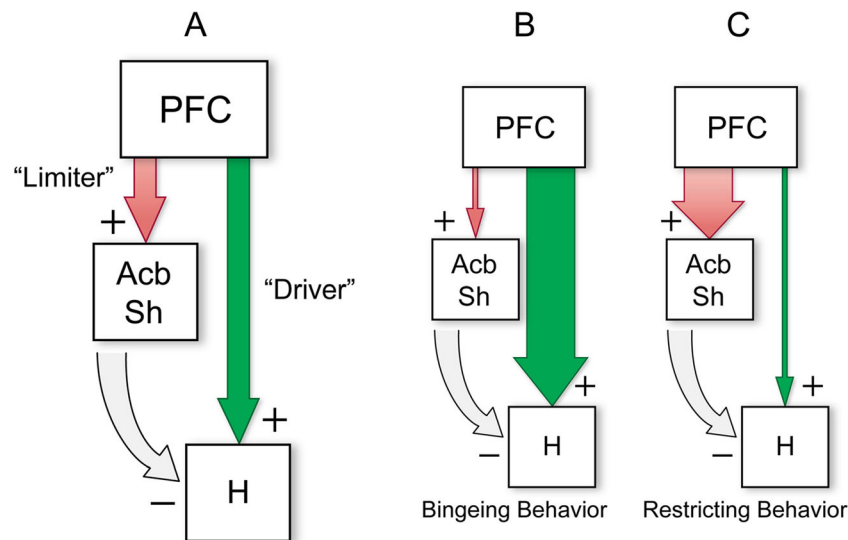 A
PFC
“Limiter”
+
Acb
Sh
“Driver”
+
−
H
B
PFC
+
Acb
Sh
+
−
H
Bingeing Behavior
C
PFC
+
Acb
Sh
+
−
H
Restricting Behavior